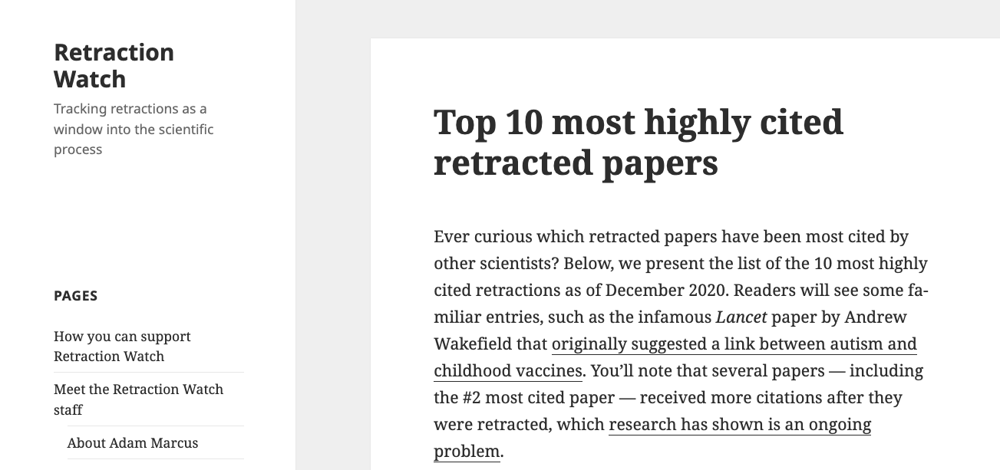 Retraction
Watch
Tracking retractions as a
window into the scientific
process
PAGES
How you can support
Retraction Watch
Meet the Retraction Watch
staff
About Adam Marcus
Top 10 most highly cited
retracted papers
Ever curious which retracted papers have been most cited by
other scientists? Below, we present the list of the 10 most highly
cited retractions as of December 2020. Readers will see some fa-
miliar entries, such as the infamous Lancet paper by Andrew
Wakefield that originally suggested a link between autism and
childhood vaccines. You’ll note that several papers — including
the #2 most cited paper — received more citations after they
were retracted, which research has shown is an ongoing
problem.